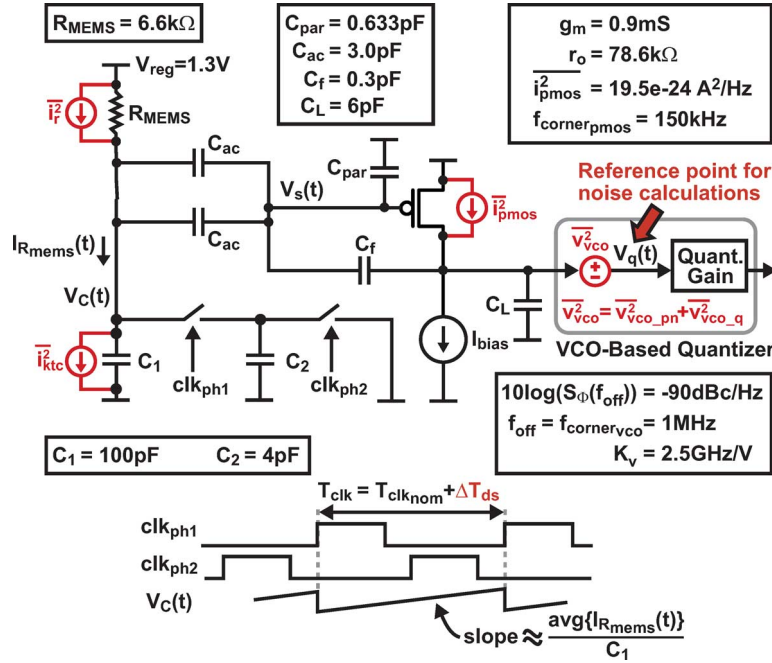 R_MEMS = 6.6kΩ
C_par = 0.633pF
C_ac = 3.0pF
C_f = 0.3pF
C_L = 6pF
g_m = 0.9mS
r_o = 78.6kΩ
i²_pmos = 19.5e-24 A²/Hz
f_corner_pmos = 150kHz
V_reg=1.3V
i²_r
R_MEMS
C_ac
V_s(t)
C_par
i²_pmos
Reference point for
noise calculations
I_Rmems(t)
C_ac
C_f
v²_vco
V_q(t)
Quant.
Gain
V_C(t)
C_L
v²_vco = v²_vco_pn + v²_vco_q
i²_ktc
C_1
clk_ph1
C_2
clk_ph2
I_bias
VCO-Based Quantizer
10log(S_Φ(f_off)) = -90dBc/Hz
f_off = f_corner_vco = 1MHz
K_v = 2.5GHz/V
C_1 = 100pF C_2 = 4pF
T_clk = T_clk_nom + ΔT_ds
clk_ph1
clk_ph2
V_C(t)
slope ≈ avg{I_Rmems(t)}
C_1